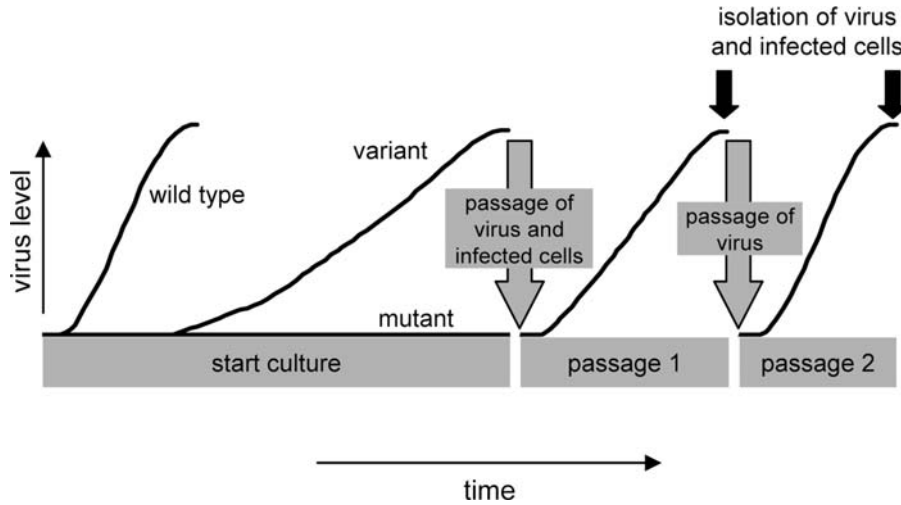 isolation of virus
and infected cells
virus level
wild type
variant
mutant
passage of
virus and
infected cells
passage of
virus
start culture
passage 1
passage 2
time